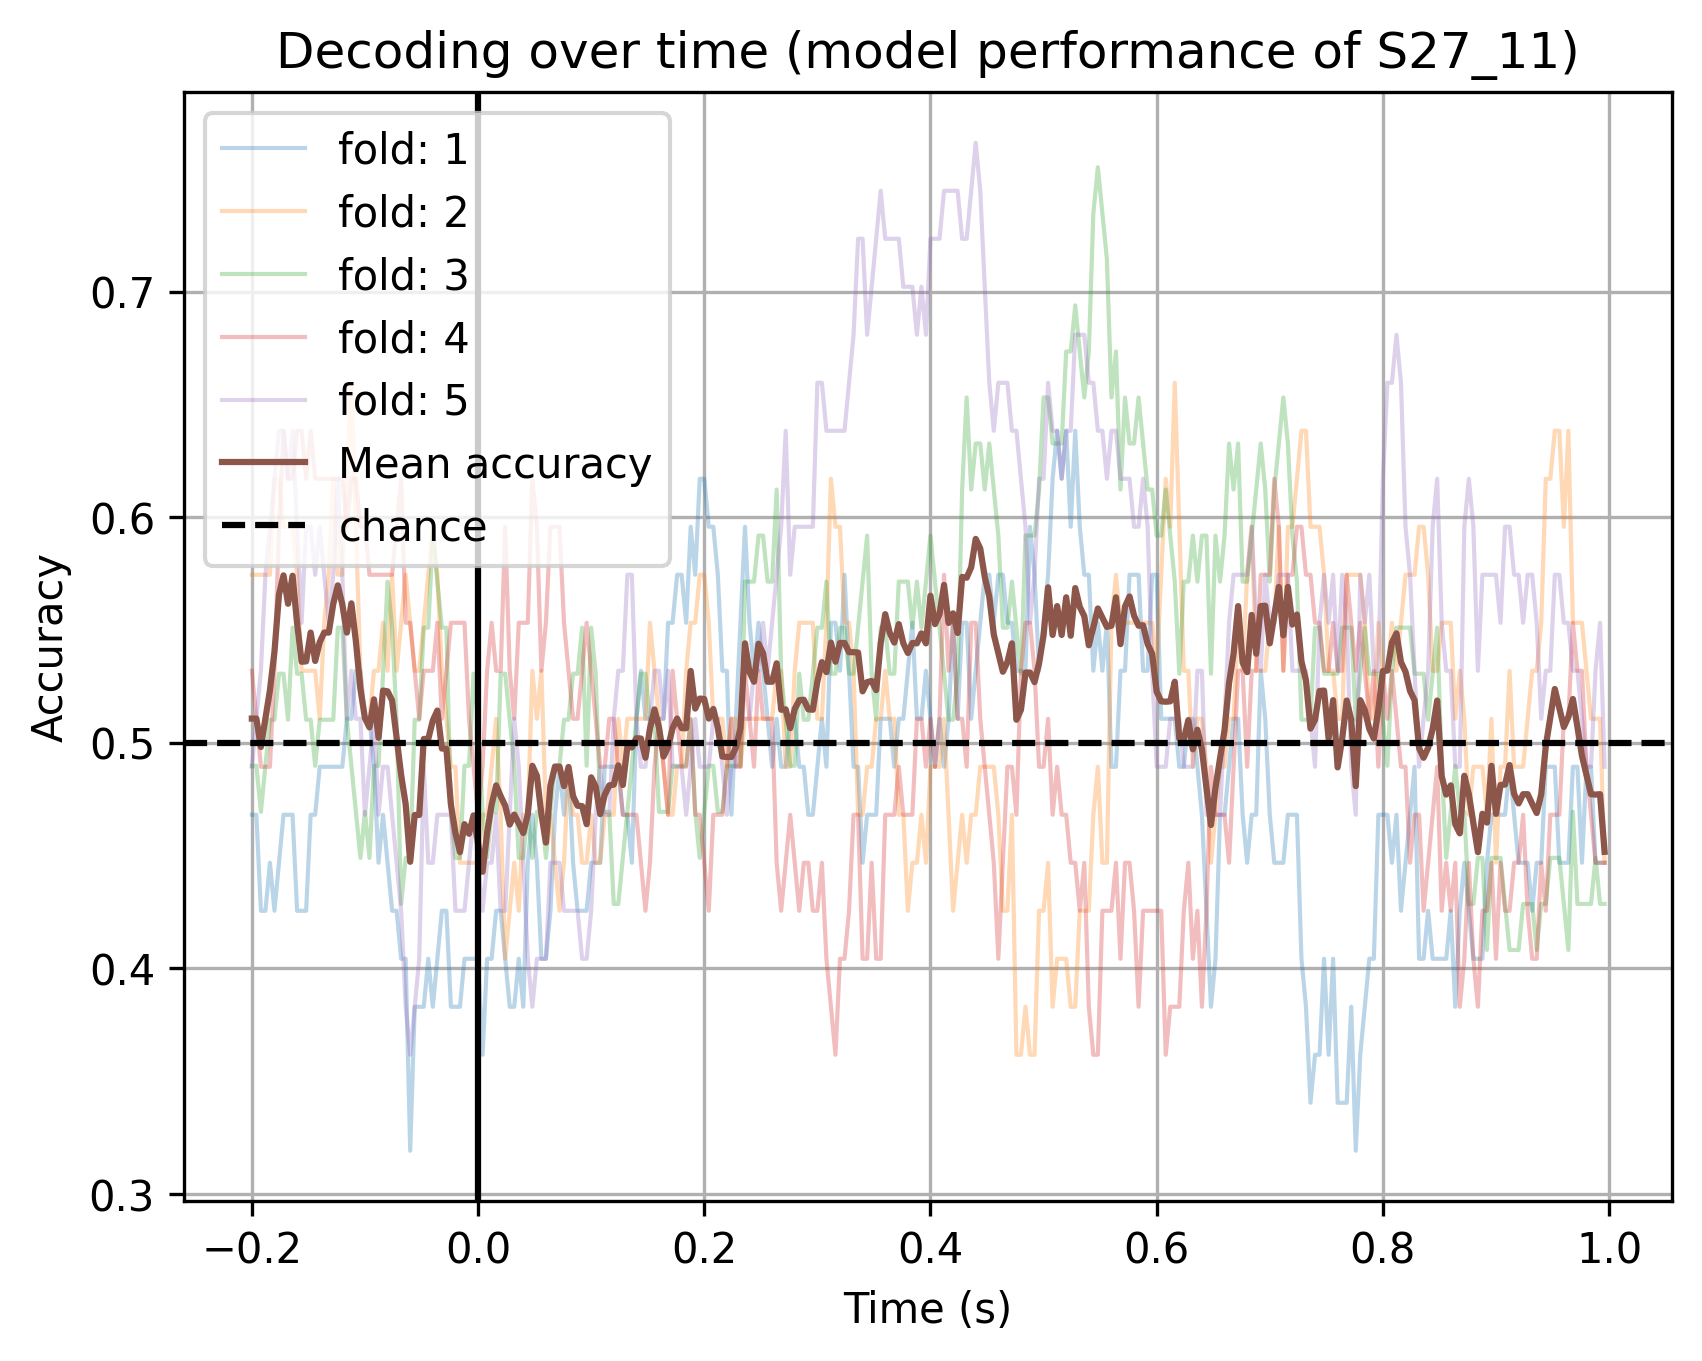 Decoding over time (model performance of S27_11)
fold: 1
fold: 2
fold: 3
fold: 4
fold: 5
Mean accuracy
chance
Accuracy
0.7
0.6
0.5
0.4
0.3
−0.2 0.0 0.2 0.4 0.6 0.8 1.0
Time (s)